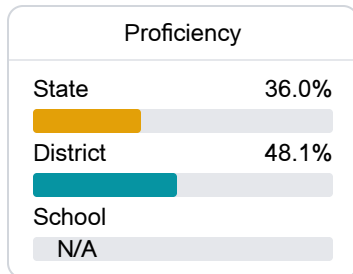 Proficiency
State 36.0%
District 48.1%
School
N/A